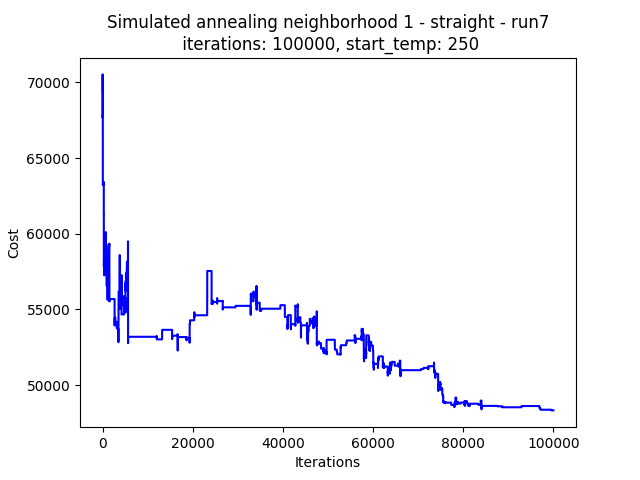 Simulated annealing neighborhood 1 - straight - run7
iterations: 100000, start_temp: 250
70000
65000
60000
55000
50000
Cost
0
20000
40000
60000
80000
100000
Iterations